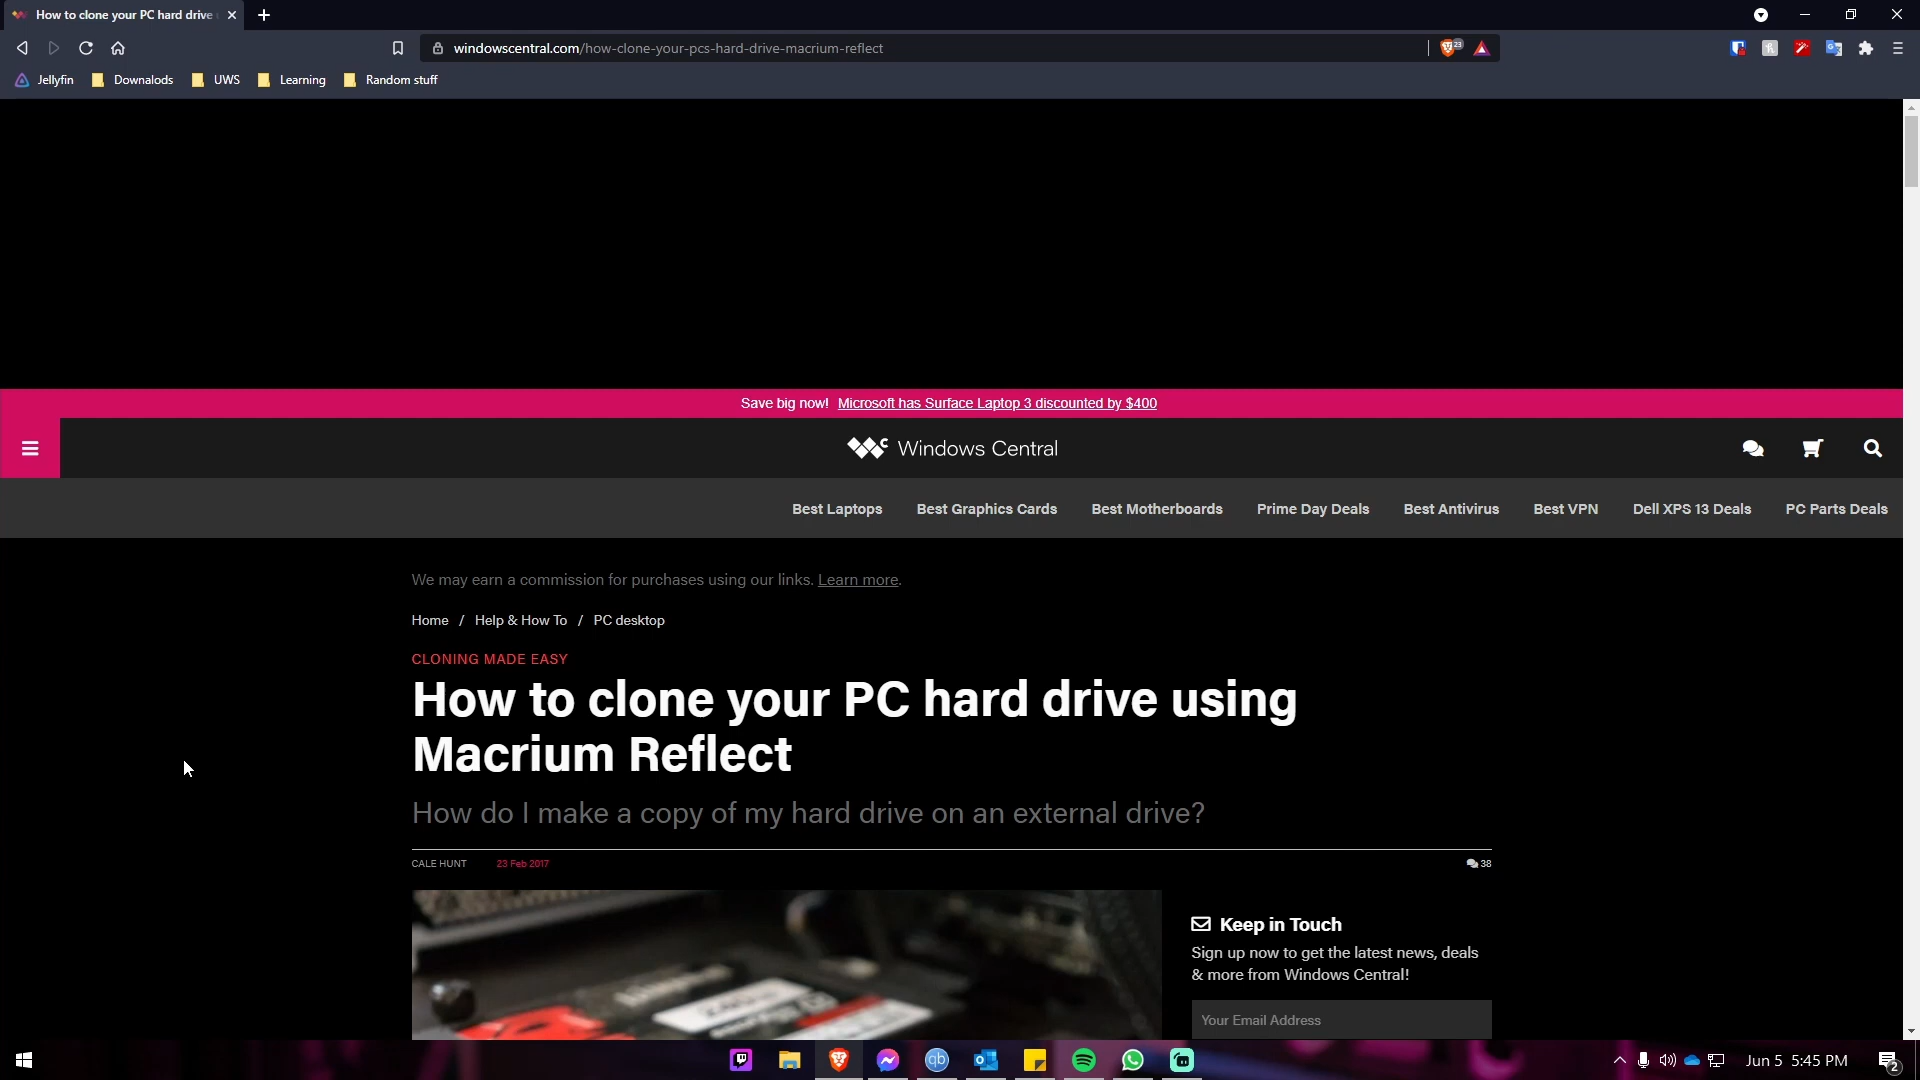 How to clone your PC hard drive
windowscentral.com/how-clone-your-pcs-hard-drive-macrium-reflect
23
Jellyfin Downalods UWS Learning Random stuff
Save big now! Microsoft has Surface Laptop 3 discounted by $400
Windows Central
Best Laptops Best Graphics Cards Best Motherboards Prime Day Deals Best Antivirus Best VPN Dell XPS 13 Deals PC Parts Deals
We may earn a commission for purchases using our links. Learn more.
Home / Help & How To / PC desktop
CLONING MADE EASY
How to clone your PC hard drive using
Macrium Reflect
How do I make a copy of my hard drive on an external drive?
CALE HUNT 23 Feb 2017 38
Keep in Touch
Sign up now to get the latest news, deals
& more from Windows Central!
Your Email Address
qb
Jun 5 5:45 PM
2